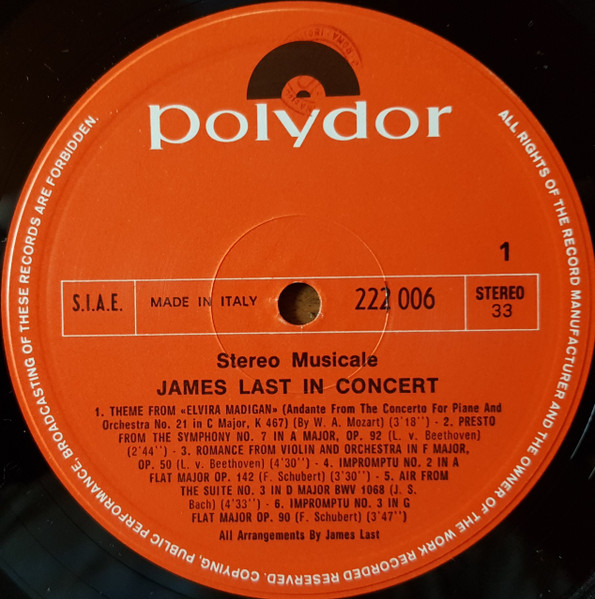 polydor
ALL RIGHTS OF THE RECORD MANUFACTURER AND THE OWNER OF THE WORK RECORDED RESERVED. COPYING, PUBLIC PERFORMANCE, BROADCASTING OF THESE RECORDS ARE FORBIDDEN.
1
S.I.A.E.
MADE IN ITALY
222 006
STEREO
33
Stereo Musicale
JAMES LAST IN CONCERT
1. THEME FROM «ELVIRA MADIGAN» (Andante From The Concerto For Piane And
Orchestra No. 21 in C Major, K 467) (By W. A. Mozart) (3'18'') - 2. PRESTO
FROM THE SYMPHONY NO. 7 IN A MAJOR, OP. 92 (L. v. Beethoven)
(2'44'') - 3. ROMANCE FROM VIOLIN AND ORCHESTRA IN F MAJOR,
OP. 50 (L. v. Beethoven) (4'30'') - 4. IMPROMPTU NO. 2 IN A
FLAT MAJOR OP. 142 (F. Schubert) (3'30'') - 5. AIR FROM
THE SUITE NO. 3 IN D MAJOR BWV 1068 (J. S.
Bach) (4'33'') - 6. IMPROMPTU NO. 3 IN G
FLAT MAJOR OP. 90 (F. Schubert) (3'47'')
All Arrangements By James Last